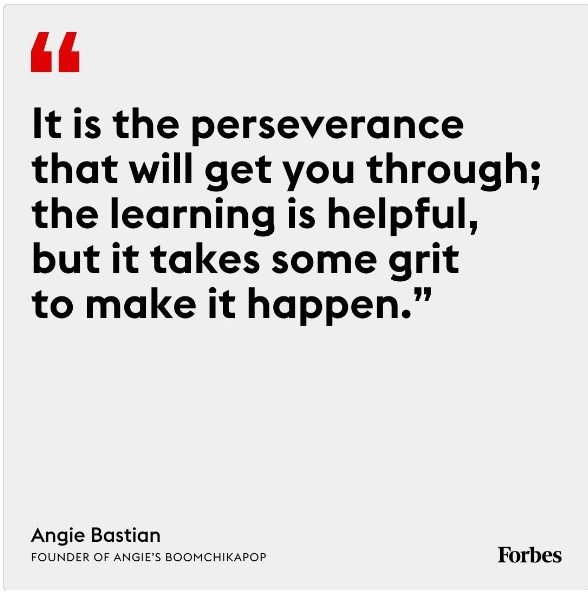 “
It is the perseverance
that will get you through;
the learning is helpful,
but it takes some grit
to make it happen.”
Angie Bastian
FOUNDER OF ANGIE'S BOOMCHIKAPOP
Forbes